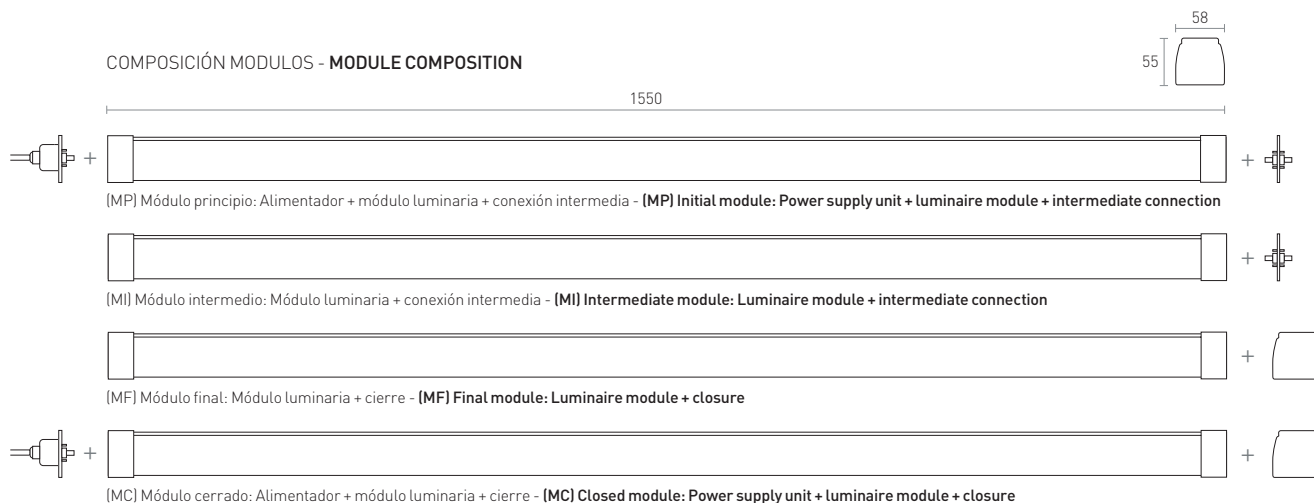 58
COMPOSICIÓN MODULOS - MODULE COMPOSITION
55
1550
+ +
(MP) Módulo principio: Alimentador + módulo luminaria + conexión intermedia - (MP) Initial module: Power supply unit + luminaire module + intermediate connection
+
(MI) Módulo intermedio: Módulo luminaria + conexión intermedia - (MI) Intermediate module: Luminaire module + intermediate connection
+
(MF) Módulo final: Módulo luminaria + cierre - (MF) Final module: Luminaire module + closure
+ +
(MC) Módulo cerrado: Alimentador + módulo luminaria + cierre - (MC) Closed module: Power supply unit + luminaire module + closure